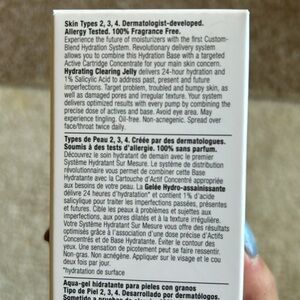 Skin Types 2, 3, 4. Dermatologist-developed.
Allergy Tested. 100% Fragrance Free.
Experience the future of moisturizers with the first Custom-
Blend Hydration System. Revolutionary delivery system
allows you to combine this Hydration Base with a Targeted
Active Cartridge Concentrate for your main skin concern.
Hydrating Clearing Jelly delivers 24-hour hydration and
1% Salicylic Acid to address past, present and future
imperfections. Target problem, troubled and bumpy skin, as
well as damaged pores and irregular texture. Your system
delivers optimized results with every pump by combining the
precise dose of actives and base. Avoid eye area. May
experience tingling. Oil-free. Non-acnegenic. Spread over
face/throat twice daily.
Types de Peau 2, 3, 4. Créée par des dermatologues.
Soumis à des tests d'allergie. 100% sans parfum.
Découvrez le soin hydratant de demain avec le premier
Système Hydratant Sur Mesure. Le système de distribution
révolutionnaire vous permet de combiner cette Base
Hydratante avec la Cartouche d'Actif Concentré appropriée
aux besoins de votre peau. La Gelée Hydro-assainissante
délivre 24 heures d'hydratation* et contient 1% d'acide
salicylique pour traiter les imperfections passées, présentes
et futures. Cible les peaux à problèmes et sujettes aux
imperfections, aux pores dilatés et à la texture irrégulière.
Votre Système Hydratant Sur Mesure vous offre des résultats
optimisés grâce à l'association d'une dose précise d'Actifs
Concentrés et de Base Hydratante. Éviter le contour des
yeux. Une sensation de picotement peut se faire ressentir.
Non-gras. Non acnégène. Appliquer sur le visage et le cou
deux fois par jour.
*hydratation de surface
Aqua-gel hidratante para pieles con granos
Tipo de Piel 2, 3, 4. Desarrollado por dermatólogos.
Sometido a pruebas de